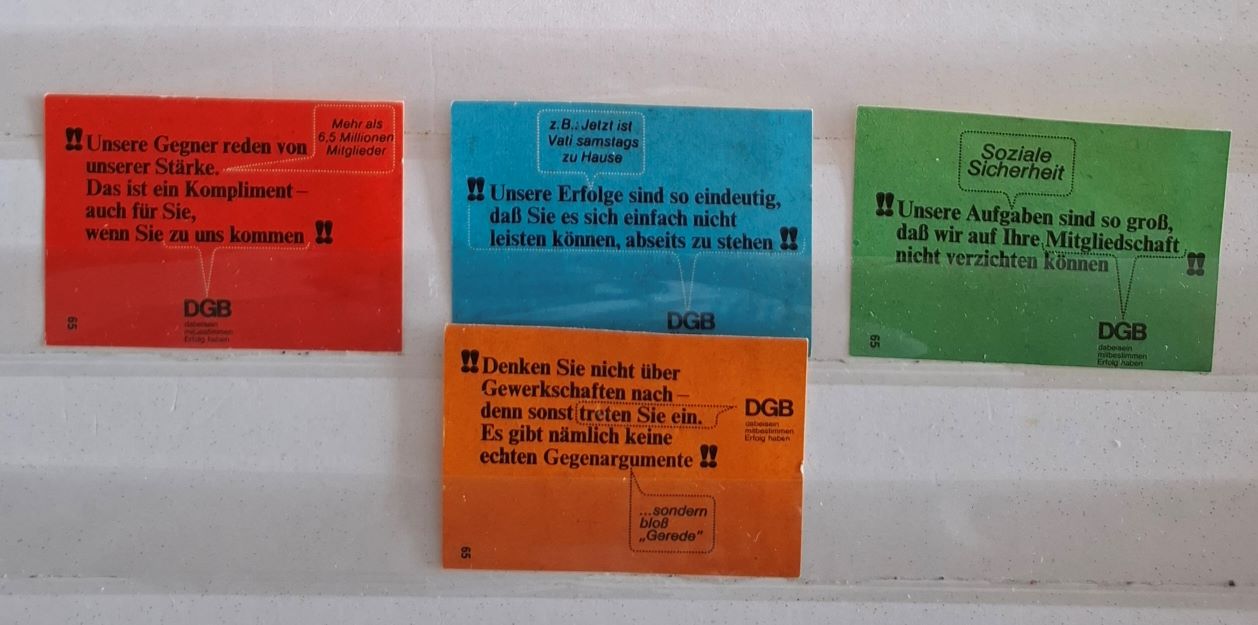 Mehr als
6,5 Millionen
Mitglieder
!! Unsere Gegner reden von
unserer Stärke.
Das ist ein Kompliment –
auch für Sie,
wenn Sie zu uns kommen !!
DGB
dabeisein
mitbestimmen
Erfolg haben
65
z.B.: Jetzt ist
Vati samstags
zu Hause
!! Unsere Erfolge sind so eindeutig,
daß Sie es sich einfach nicht
leisten können, abseits zu stehen !!
DGB
Soziale
Sicherheit
!! Unsere Aufgaben sind so groß,
daß wir auf Ihre Mitgliedschaft
nicht verzichten können !!
DGB
dabeisein
mitbestimmen
Erfolg haben
65
!! Denken Sie nicht über
Gewerkschaften nach –
denn sonst treten Sie ein.
Es gibt nämlich keine
echten Gegenargumente !!
DGB
dabeisein
mitbestimmen
Erfolg haben
...sondern
bloß
„Gerede"
65